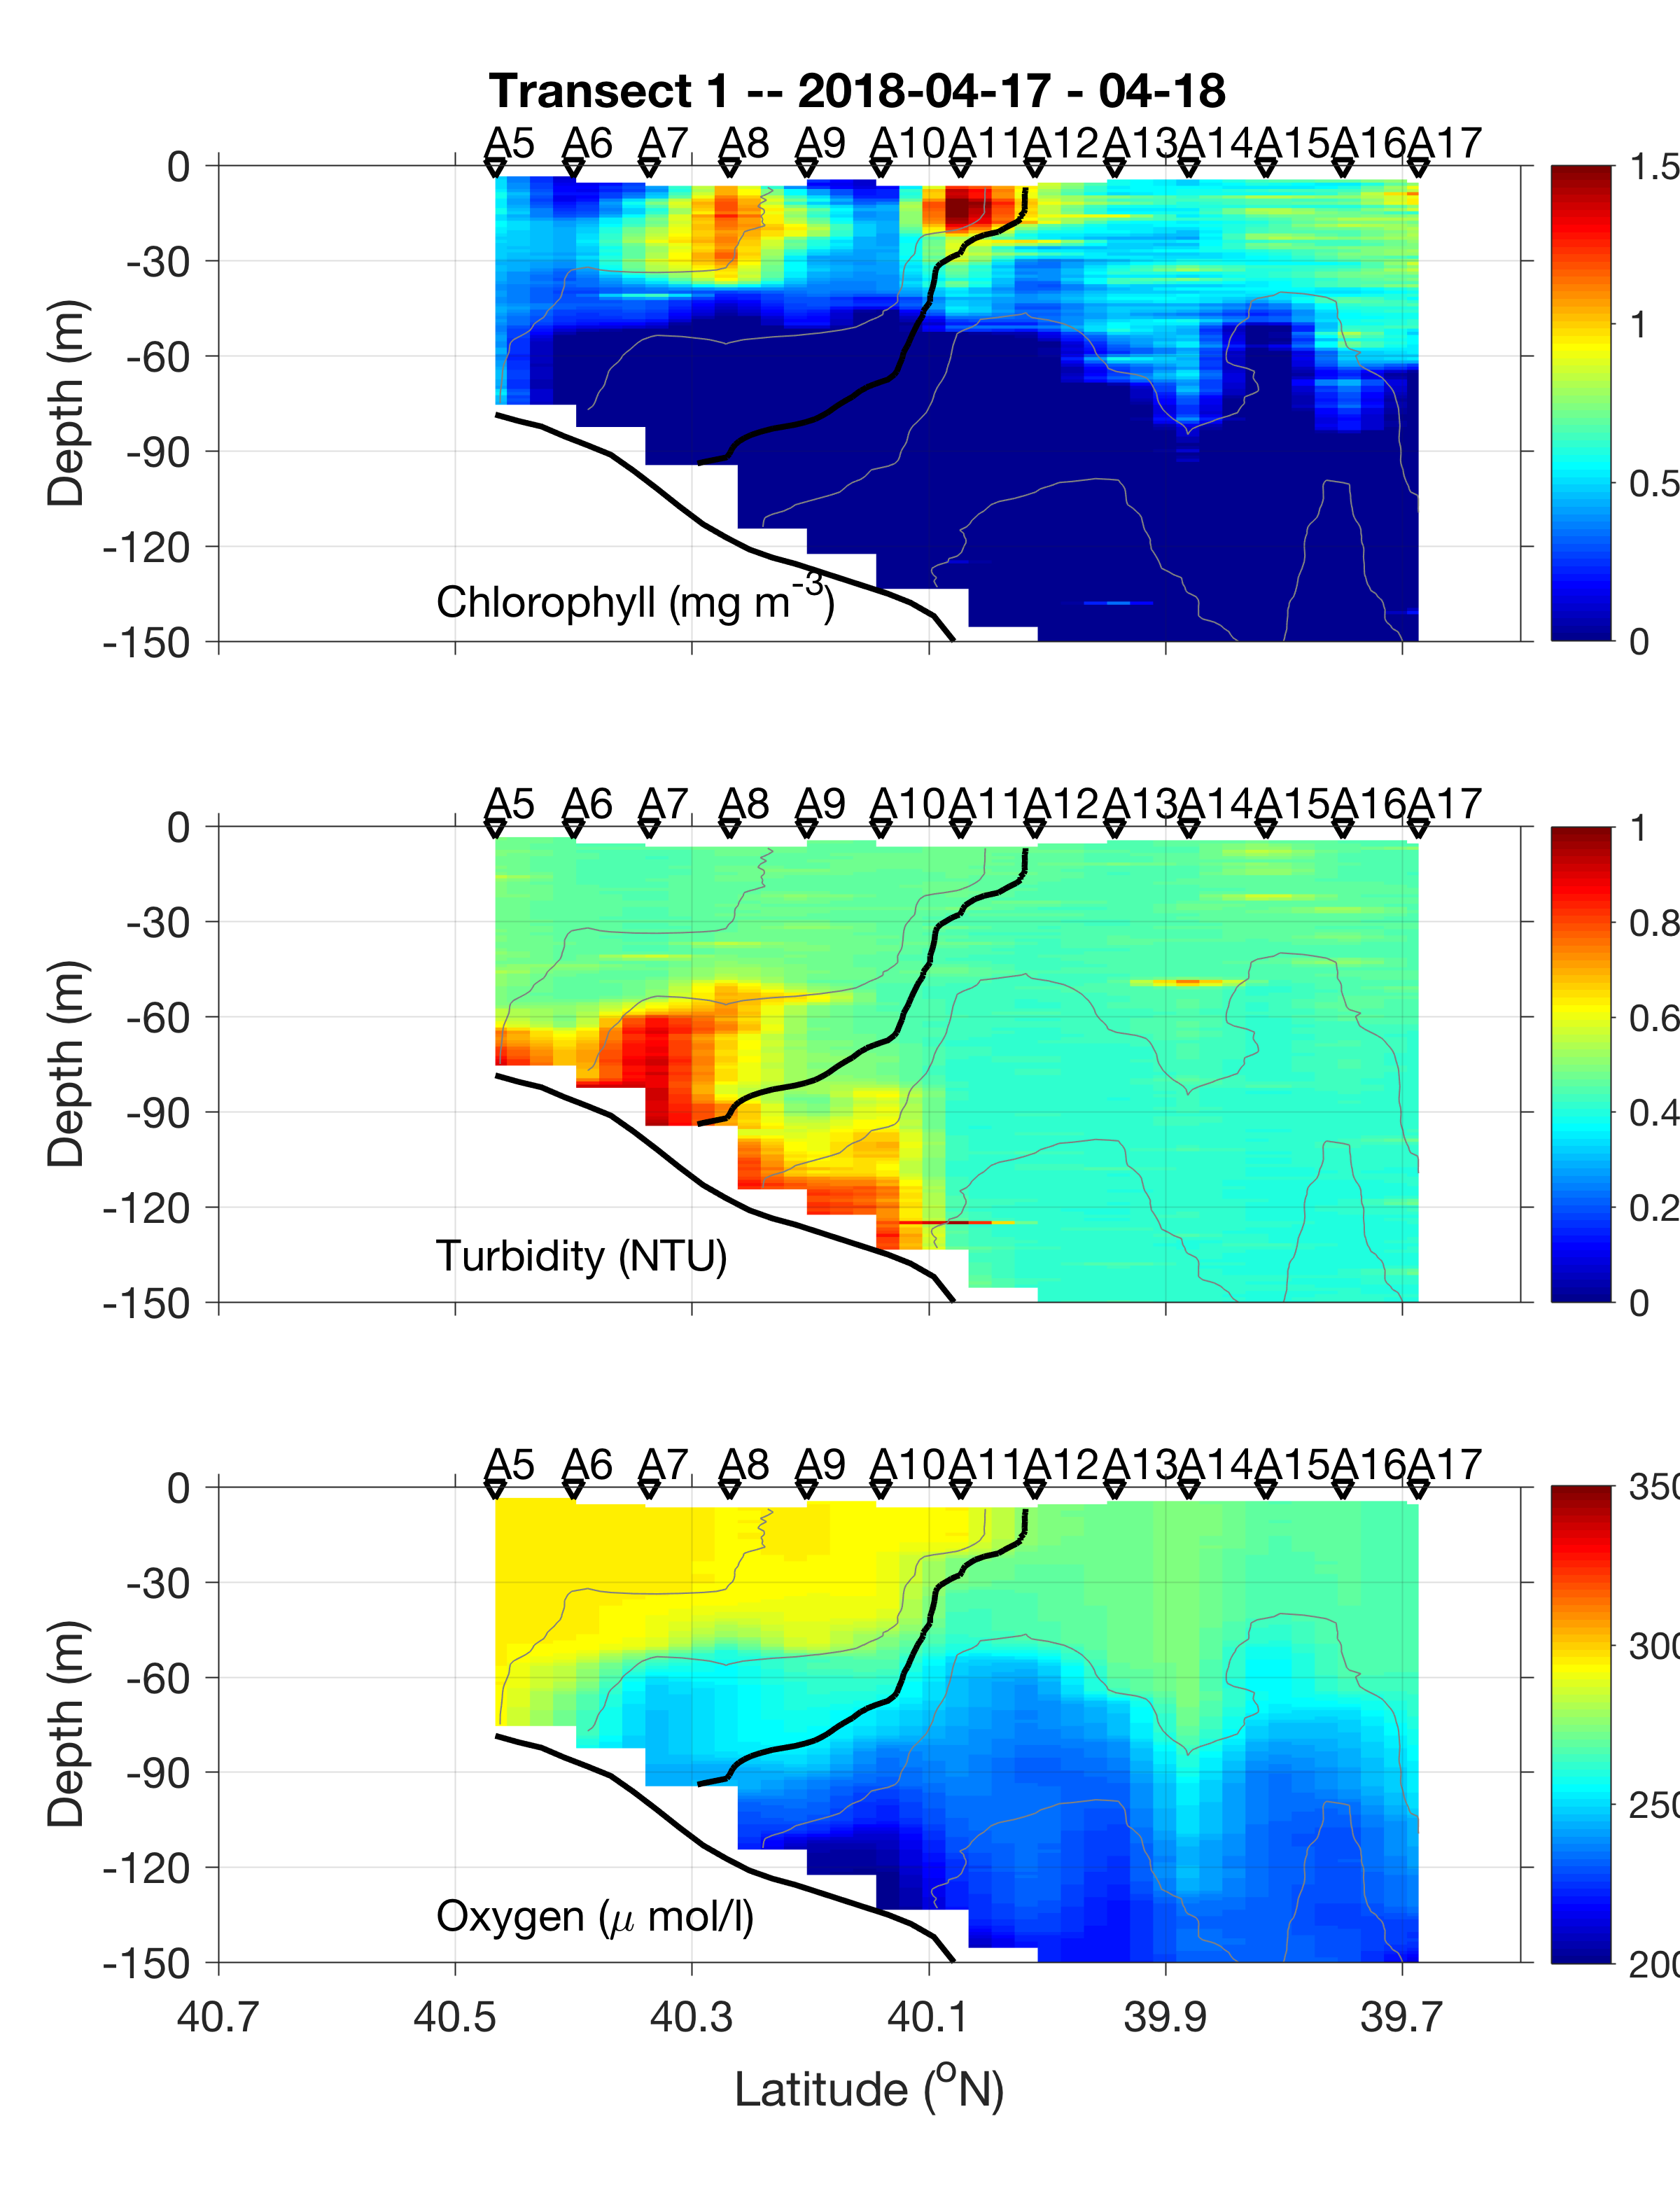 Transect 1 -- 2018-04-17 - 04-18
A5 A6 A7 A8 A9 A10 A11 A12 A13 A14 A15 A16 A17
0
-30
-60
-90
-120
-150
Depth (m)
Chlorophyll (mg m-3)
1.5
1
0.5
0
A5 A6 A7 A8 A9 A10 A11 A12 A13 A14 A15 A16 A17
0
-30
-60
-90
-120
-150
Depth (m)
Turbidity (NTU)
1
0.8
0.6
0.4
0.2
0
A5 A6 A7 A8 A9 A10 A11 A12 A13 A14 A15 A16 A17
0
-30
-60
-90
-120
-150
Depth (m)
Oxygen (μ mol/l)
350
300
250
200
40.7 40.5 40.3 40.1 39.9 39.7
Latitude (oN)